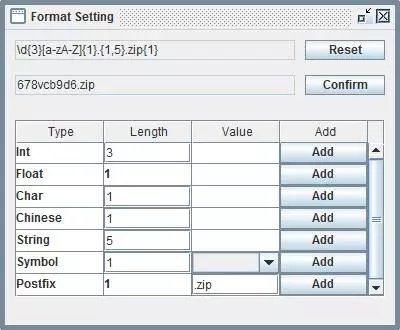 Format Setting
\d{3}[a-zA-Z]{1}.{1,5}.zip{1}
Reset
678vcb9d6.zip
Confirm
Type Length Value Add
Int 3 Add
Float 1 Add
Char 1 Add
Chinese 1 Add
String 5 Add
Symbol 1 Add
Postfix 1 .zip Add